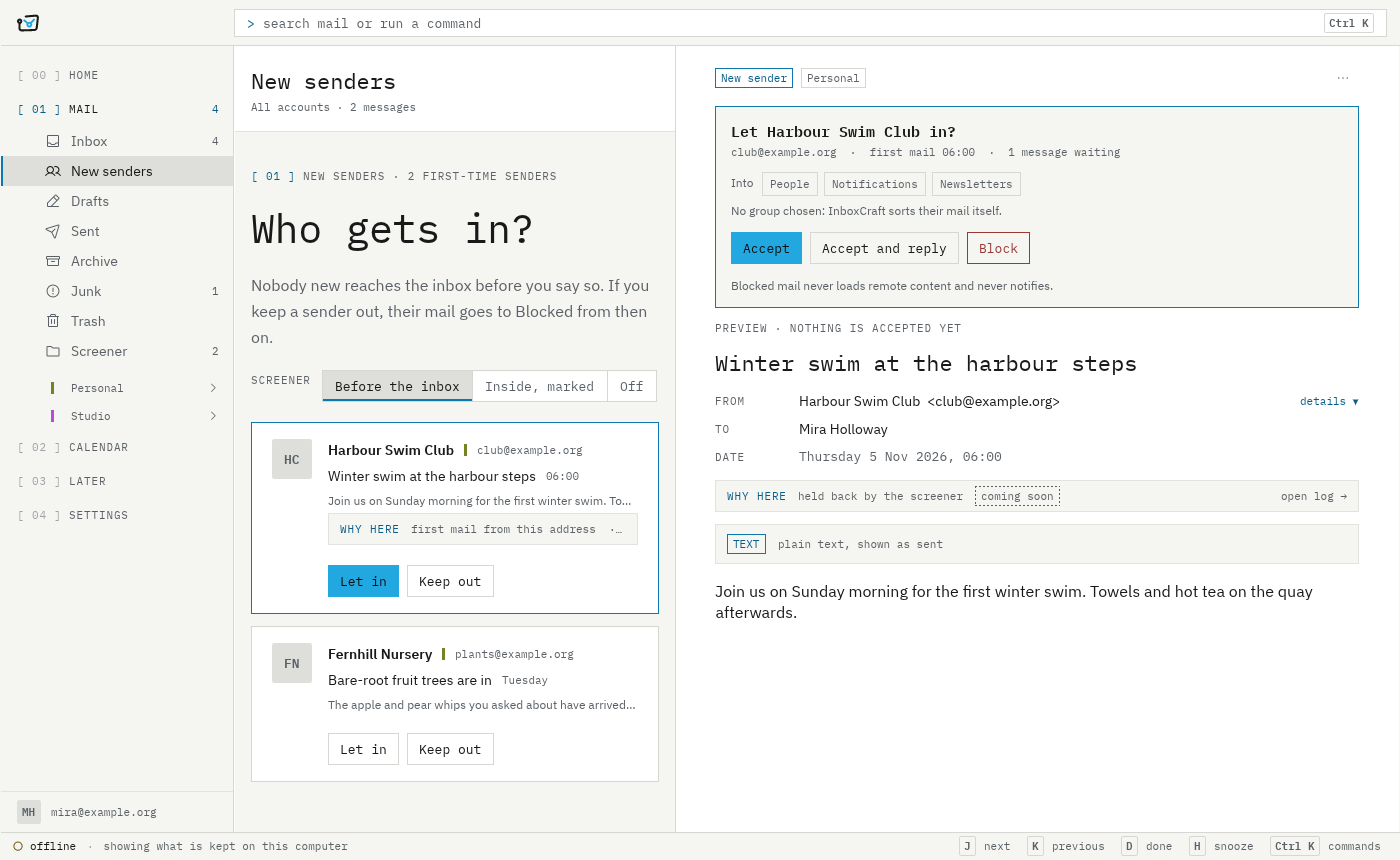 > search mail or run a command
Ctrl K
[ 00 ] HOME
[ 01 ] MAIL 4
Inbox 4
New senders
Drafts
Sent
Archive
Junk 1
Trash
Screener 2
Personal
Studio
[ 02 ] CALENDAR
[ 03 ] LATER
[ 04 ] SETTINGS
MH mira@example.org
New senders
All accounts · 2 messages
[ 01 ] NEW SENDERS · 2 FIRST-TIME SENDERS
Who gets in?
Nobody new reaches the inbox before you say so. If you
keep a sender out, their mail goes to Blocked from then
on.
SCREENER Before the inbox Inside, marked Off
HC
Harbour Swim Club club@example.org
Winter swim at the harbour steps 06:00
Join us on Sunday morning for the first winter swim. To…
WHY HERE first mail from this address ·…
Let in Keep out
FN
Fernhill Nursery plants@example.org
Bare-root fruit trees are in Tuesday
The apple and pear whips you asked about have arrived…
Let in Keep out
New sender Personal ···
Let Harbour Swim Club in?
club@example.org · first mail 06:00 · 1 message waiting
Into People Notifications Newsletters
No group chosen: InboxCraft sorts their mail itself.
Accept Accept and reply Block
Blocked mail never loads remote content and never notifies.
PREVIEW · NOTHING IS ACCEPTED YET
Winter swim at the harbour steps
FROM Harbour Swim Club <club@example.org> details ▾
TO Mira Holloway
DATE Thursday 5 Nov 2026, 06:00
WHY HERE held back by the screener coming soon open log →
TEXT plain text, shown as sent
Join us on Sunday morning for the first winter swim. Towels and hot tea on the quay
afterwards.
offline · showing what is kept on this computer
J next K previous D done H snooze Ctrl K commands